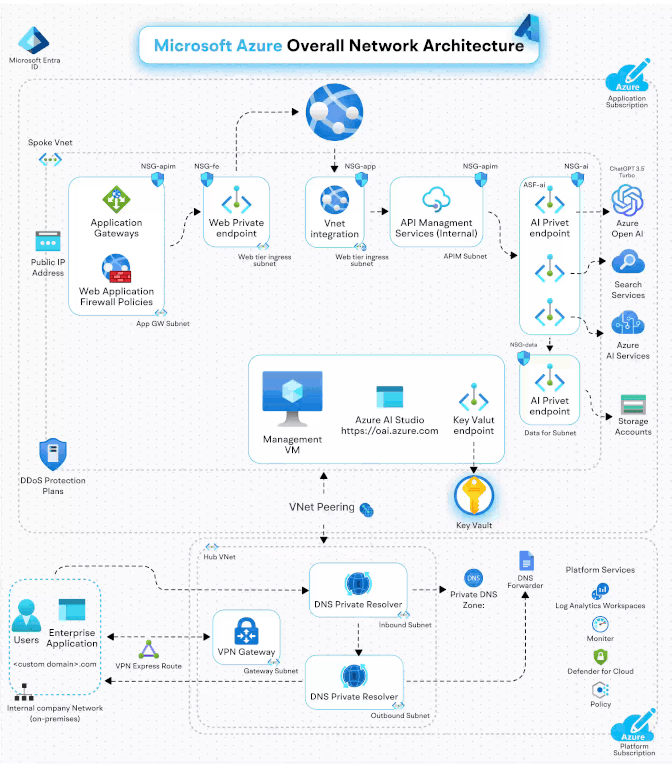 Microsoft Azure Overall Network Architecture
Microsoft Entra
ID
Azure
Application
Subscription
Spoke Vnet
NSG-apim
NSG-fe
NSG-app
NSG-apim
NSG-ai
ChatGPT 3.5
Turbo
Application
Gateways
Web Application
Firewall Policies
App GW Subnet
Public IP
Address
Web Private
endpoint
Web tier ingress
subnet
Vnet
integration
Web tier ingress
subnet
API Managment
Services (Internal)
APIM Subnet
ASF-ai
AI Privet
endpoint
Azure
Open AI
Search
Services
Azure
AI Services
NSG-data
AI Privet
endpoint
Data for Subnet
Storage
Accounts
Management
VM
Azure AI Studio
https://oai.azure.com
Key Valut
endpoint
Key Vault
DDoS Protection
Plans
VNet Peering
Hub VNet
DNS Private Resolver
Inbound Subnet
DNS
Private DNS
Zone:
DNS
Forwarder
Platform Services
Log Analytics Workspaces
Moniter
Defender for Cloud
Policy
Users
Enterprise
Application
<custom domain>.com
VPN Express Route
VPN Gateway
Gateway Subnet
DNS Private Resolver
Outbound Subnet
Internal company Network
(on-premises)
Azure
Platform
Subscription